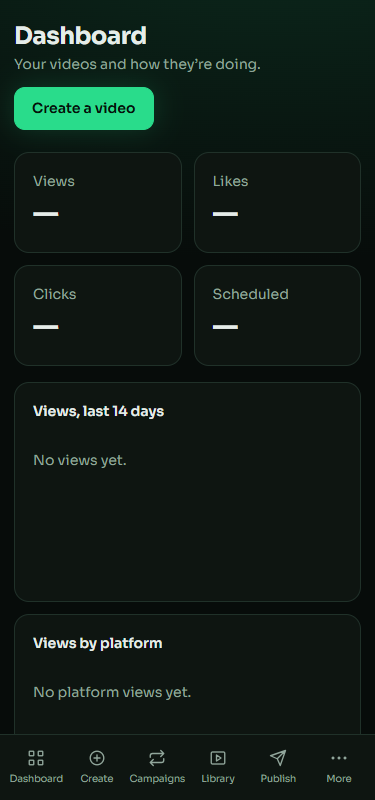 Dashboard
Your videos and how they’re doing.
Create a video
Views
—
Likes
—
Clicks
—
Scheduled
—
Views, last 14 days
No views yet.
Views by platform
No platform views yet.
Dashboard
Create
Campaigns
Library
Publish
More